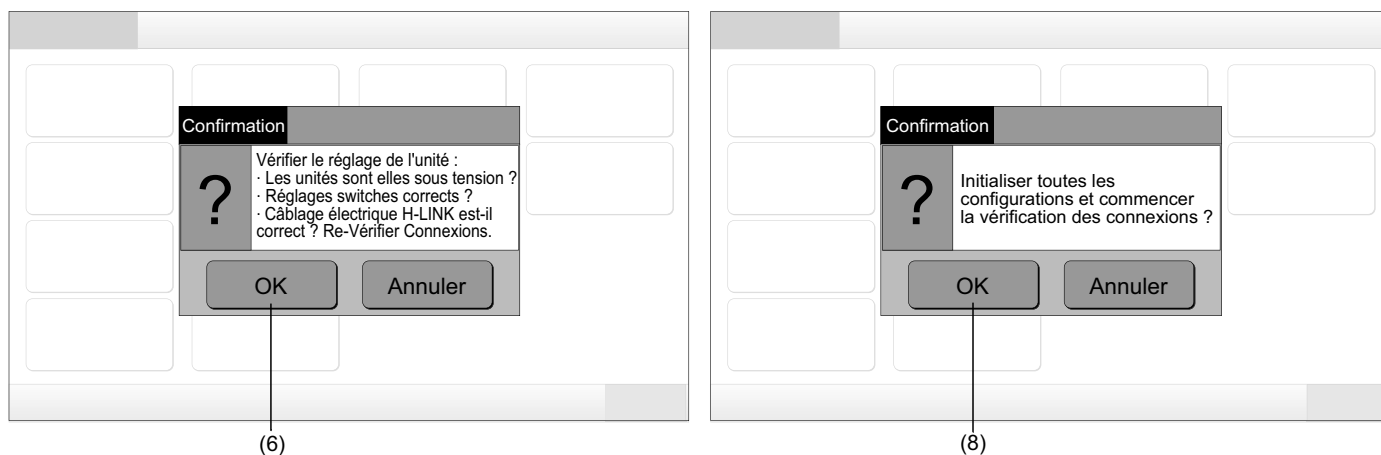 Confirmation
?
Vérifier le réglage de l'unité :
· Les unités sont elles sous tension ?
· Réglages switches corrects ?
· Câblage électrique H-LINK est-il
correct ? Re-Vérifier Connexions.
OK
Annuler
(6)
Confirmation
?
Initialiser toutes les
configurations et commencer
la vérification des connexions ?
OK
Annuler
(8)